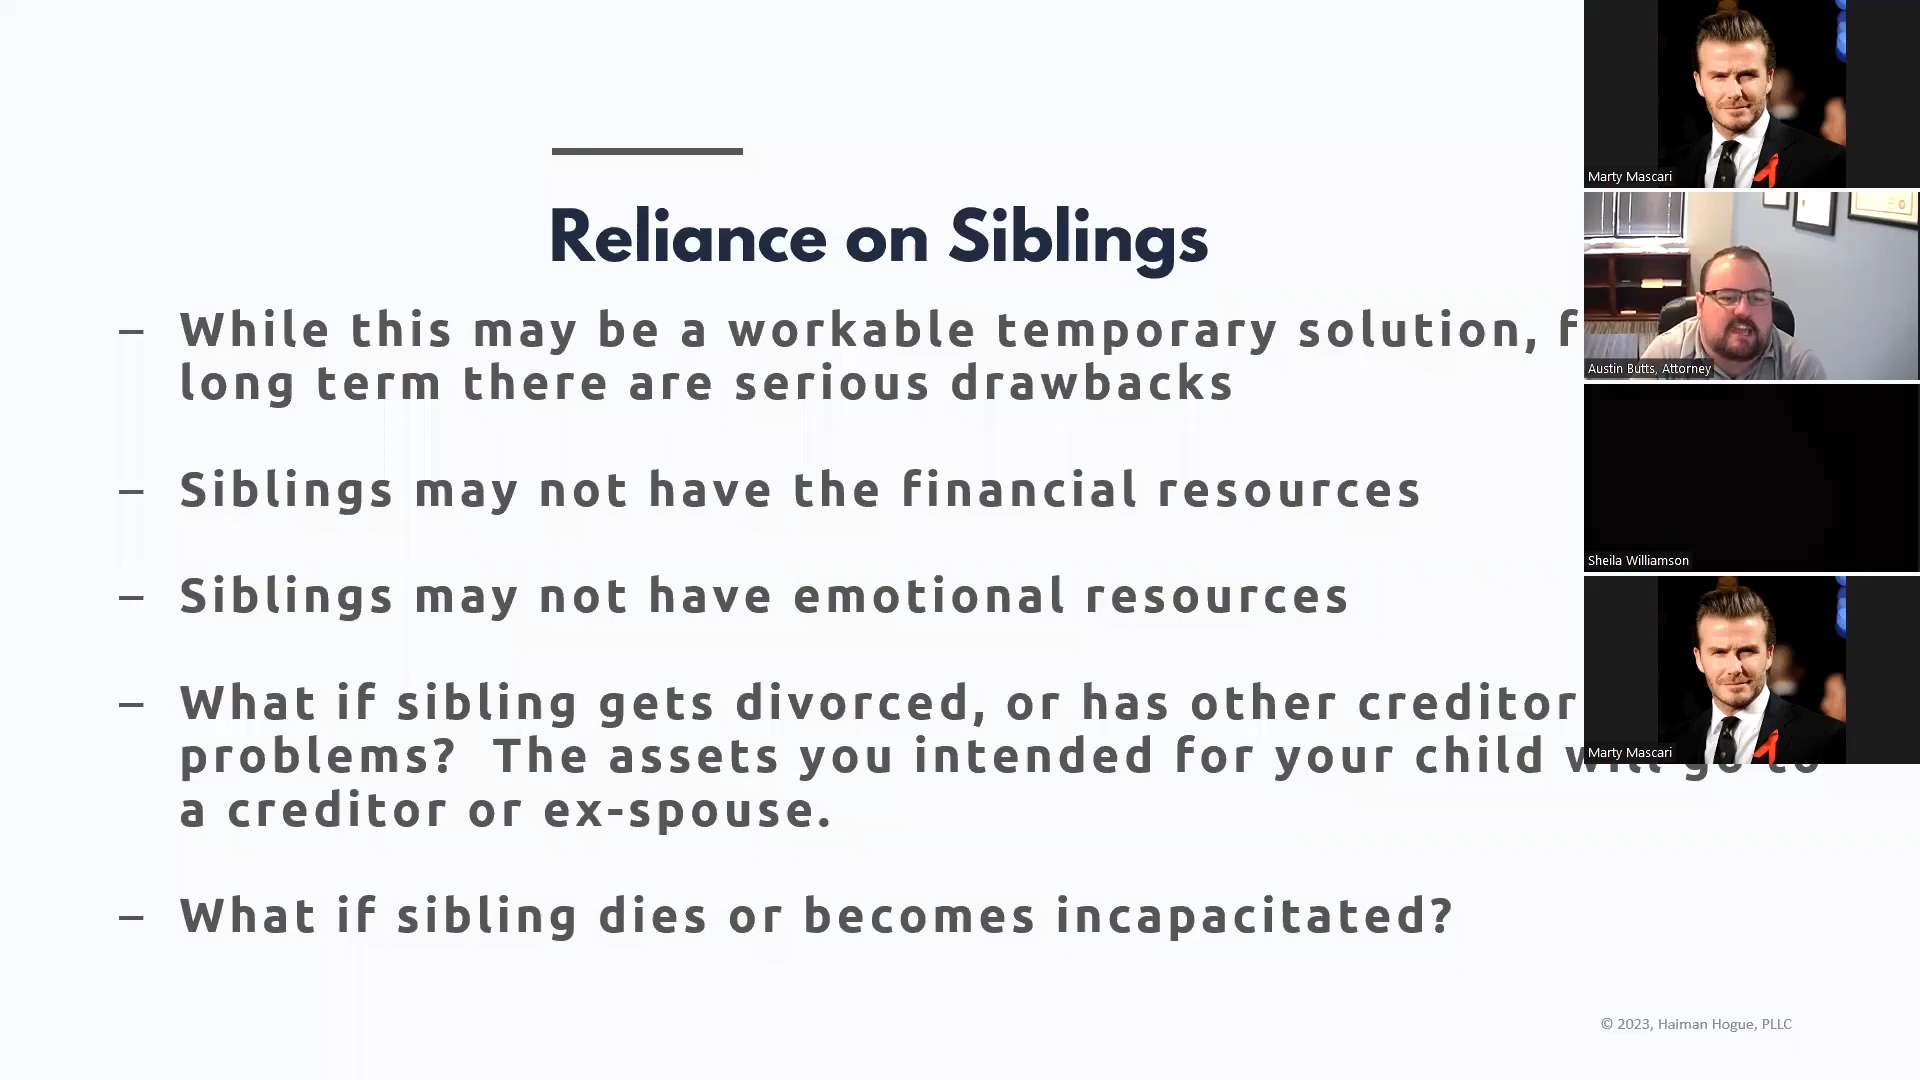 Reliance on Siblings
– While this may be a workable temporary solution,
long term there are serious drawbacks
– Siblings may not have the financial resources
– Siblings may not have emotional resources
– What if sibling gets divorced, or has other creditor
problems? The assets you intended for your child will go to
a creditor or ex-spouse.
– What if sibling dies or becomes incapacitated?
© 2023, Haiman Hogue, PLLC
Marty Mascari
Austin Butts, Attorney
Sheila Williamson
Marty Mascari